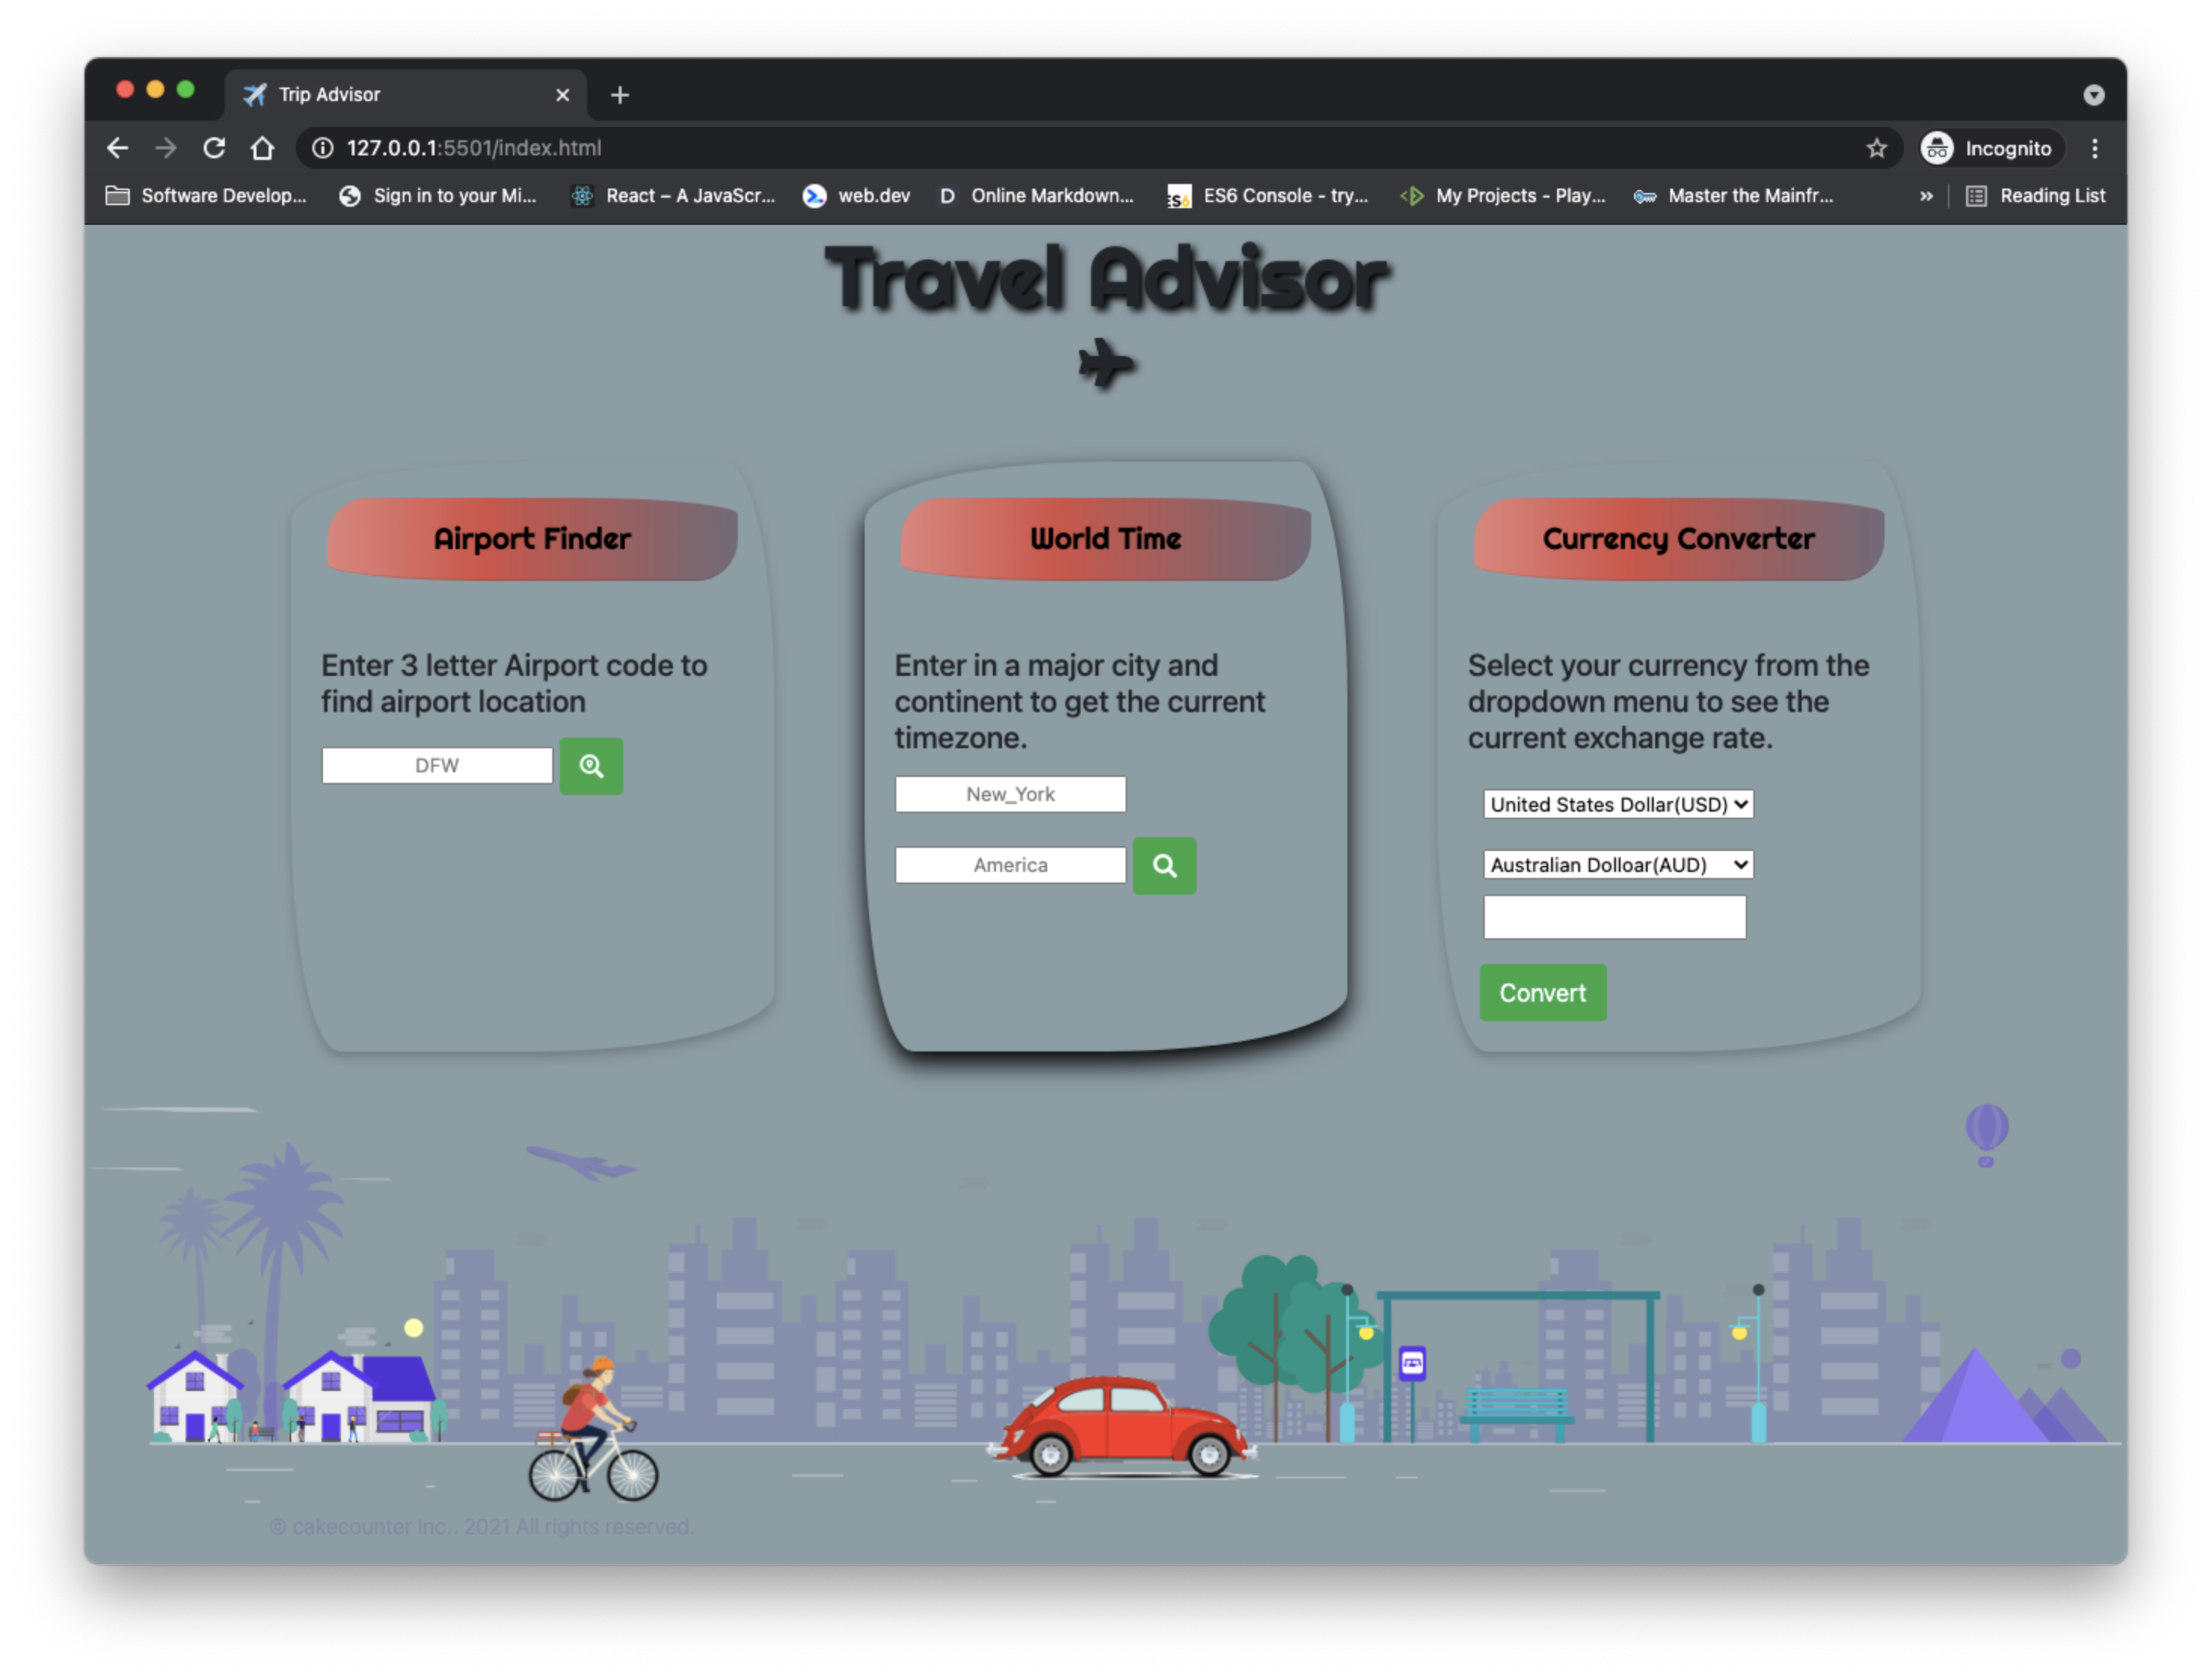 Trip Advisor
127.0.0.1:5501/index.html
Incognito
Software Develop...
Sign in to your Mi...
React – A JavaScr...
web.dev
D
Online Markdown...
ES6
ES6 Console - try...
My Projects - Play...
Master the Mainfr...
»
Reading List
Travel Advisor
Airport Finder
Enter 3 letter Airport code to
find airport location
DFW
World Time
Enter in a major city and
continent to get the current
timezone.
New_York
America
Currency Converter
Select your currency from the
dropdown menu to see the
current exchange rate.
United States Dollar(USD)
Australian Dolloar(AUD)
Convert
© cakecounter Inc.. 2021 All rights reserved.